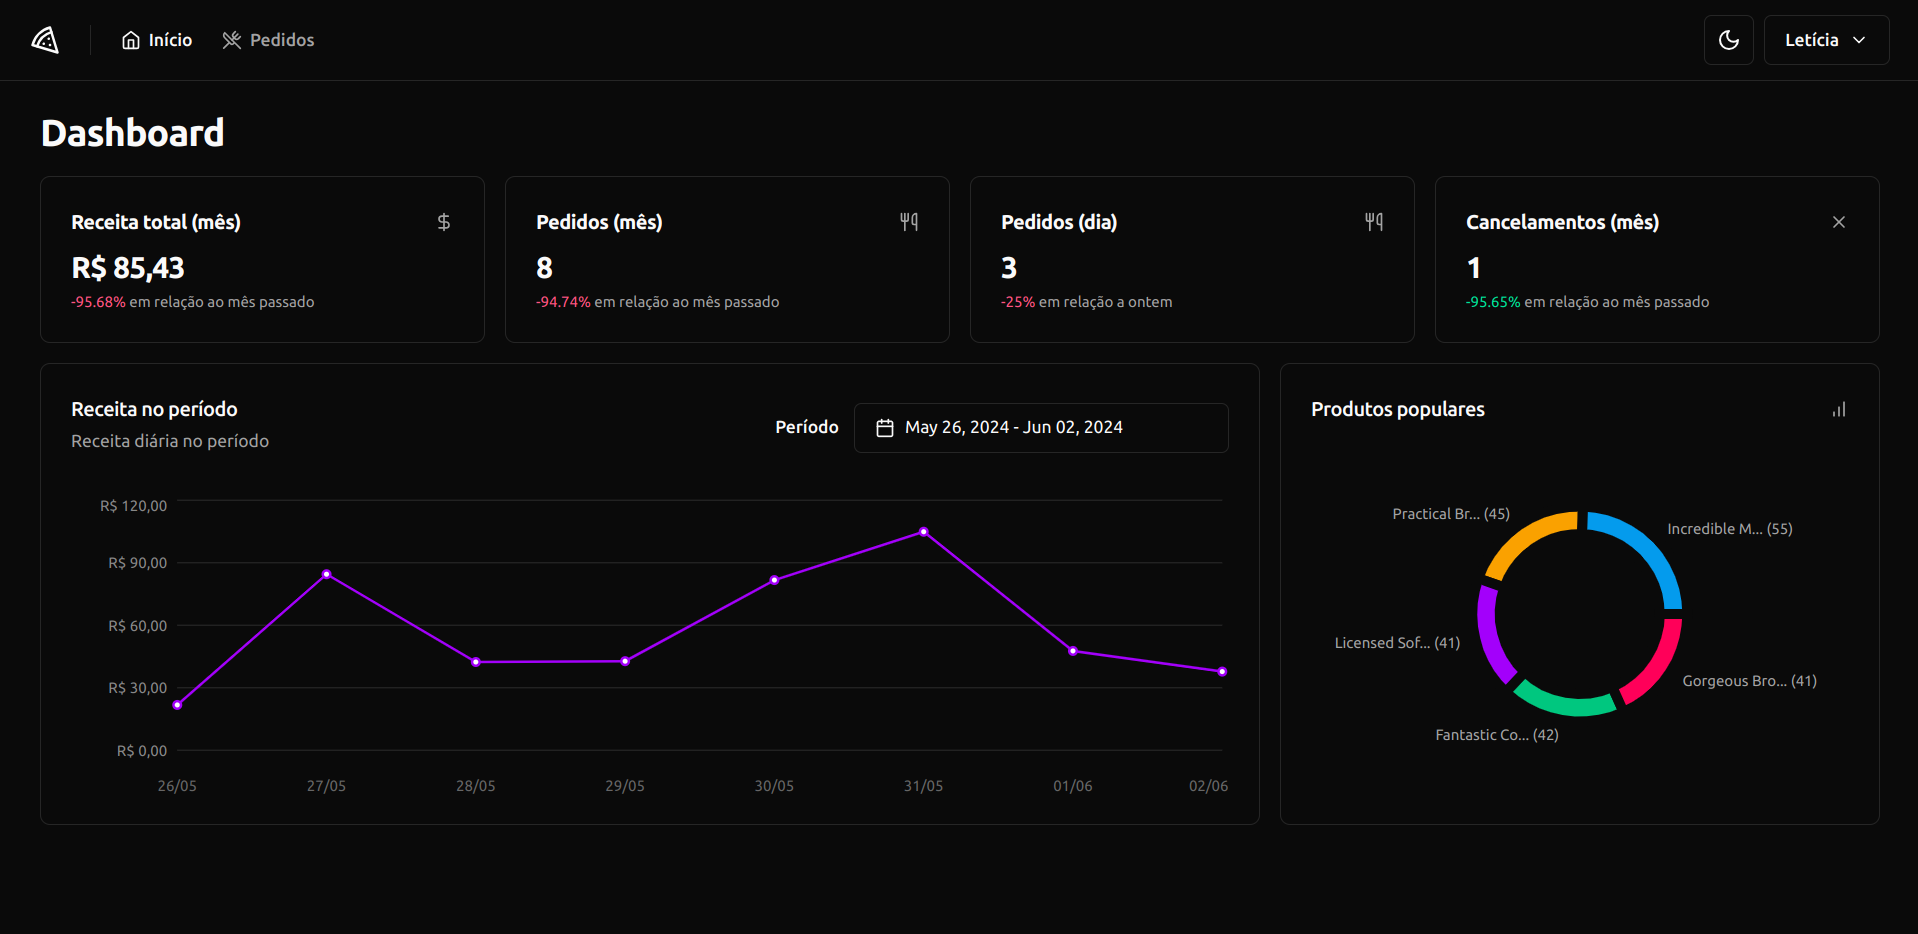 Início
Pedidos
Letícia
Dashboard
Receita total (mês)
R$ 85,43
-95.68% em relação ao mês passado
Pedidos (mês)
8
-94.74% em relação ao mês passado
Pedidos (dia)
3
-25% em relação a ontem
Cancelamentos (mês)
1
-95.65% em relação ao mês passado
Receita no período
Receita diária no período
Período
May 26, 2024 - Jun 02, 2024
R$ 120,00
R$ 90,00
R$ 60,00
R$ 30,00
R$ 0,00
26/05
27/05
28/05
29/05
30/05
31/05
01/06
02/06
Produtos populares
Practical Br... (45)
Incredible M... (55)
Licensed Sof... (41)
Gorgeous Bro... (41)
Fantastic Co... (42)